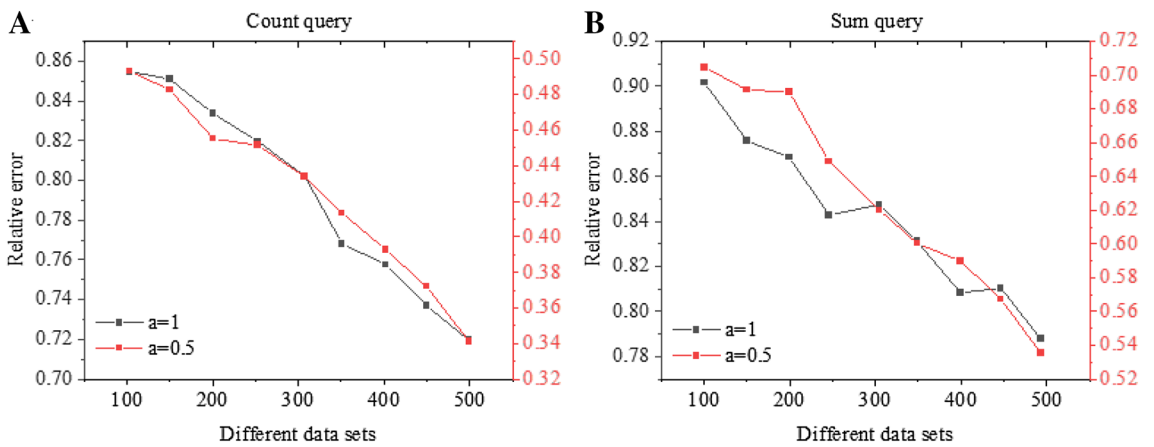 A
Count query
Relative error
0.86
0.84
0.82
0.80
0.78
0.76
0.74
0.72
0.70
0.50
0.48
0.46
0.44
0.42
0.40
0.38
0.36
0.34
0.32
a=1
a=0.5
100 200 300 400 500
Different data sets
B
Sum query
Relative error
0.92
0.90
0.88
0.86
0.84
0.82
0.80
0.78
0.72
0.70
0.68
0.66
0.64
0.62
0.60
0.58
0.56
0.54
0.52
a=1
a=0.5
100 200 300 400 500
Different data sets